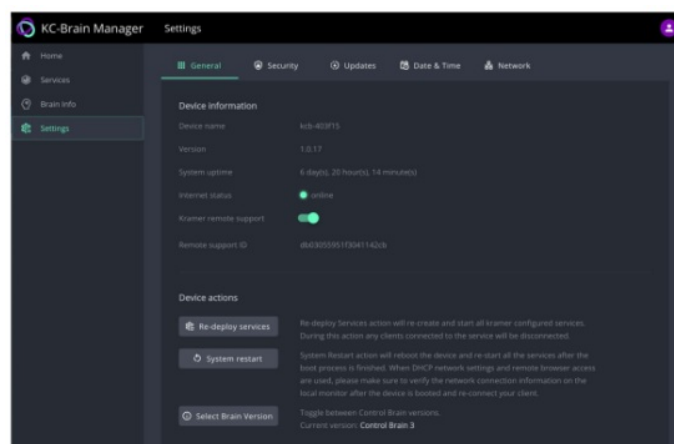 KC-Brain Manager
Settings
Home
Services
Brain Info
Settings
General
Security
Updates
Date & Time
Network
Device information
Device name
kcb-403f15
Version
1.0.17
System uptime
6 day(s), 20 hour(s), 14 minute(s)
Internet status
online
Kramer remote support
Remote support ID
Device actions
Re-deploy services
Re-deploy Services action will re-create and start all kramer configured services.
During this action any clients connected to the service will be disconnected.
System restart
System Restart action will reboot the device and re-start all the services after the
boot process is finished. When DHCP network settings and remote browser access
are used, please make sure to verify the network connection information on the
local monitor after the device is booted and re-connect your client.
Select Brain Version
Toggle between Control Brain versions.
Current version: Control Brain 3